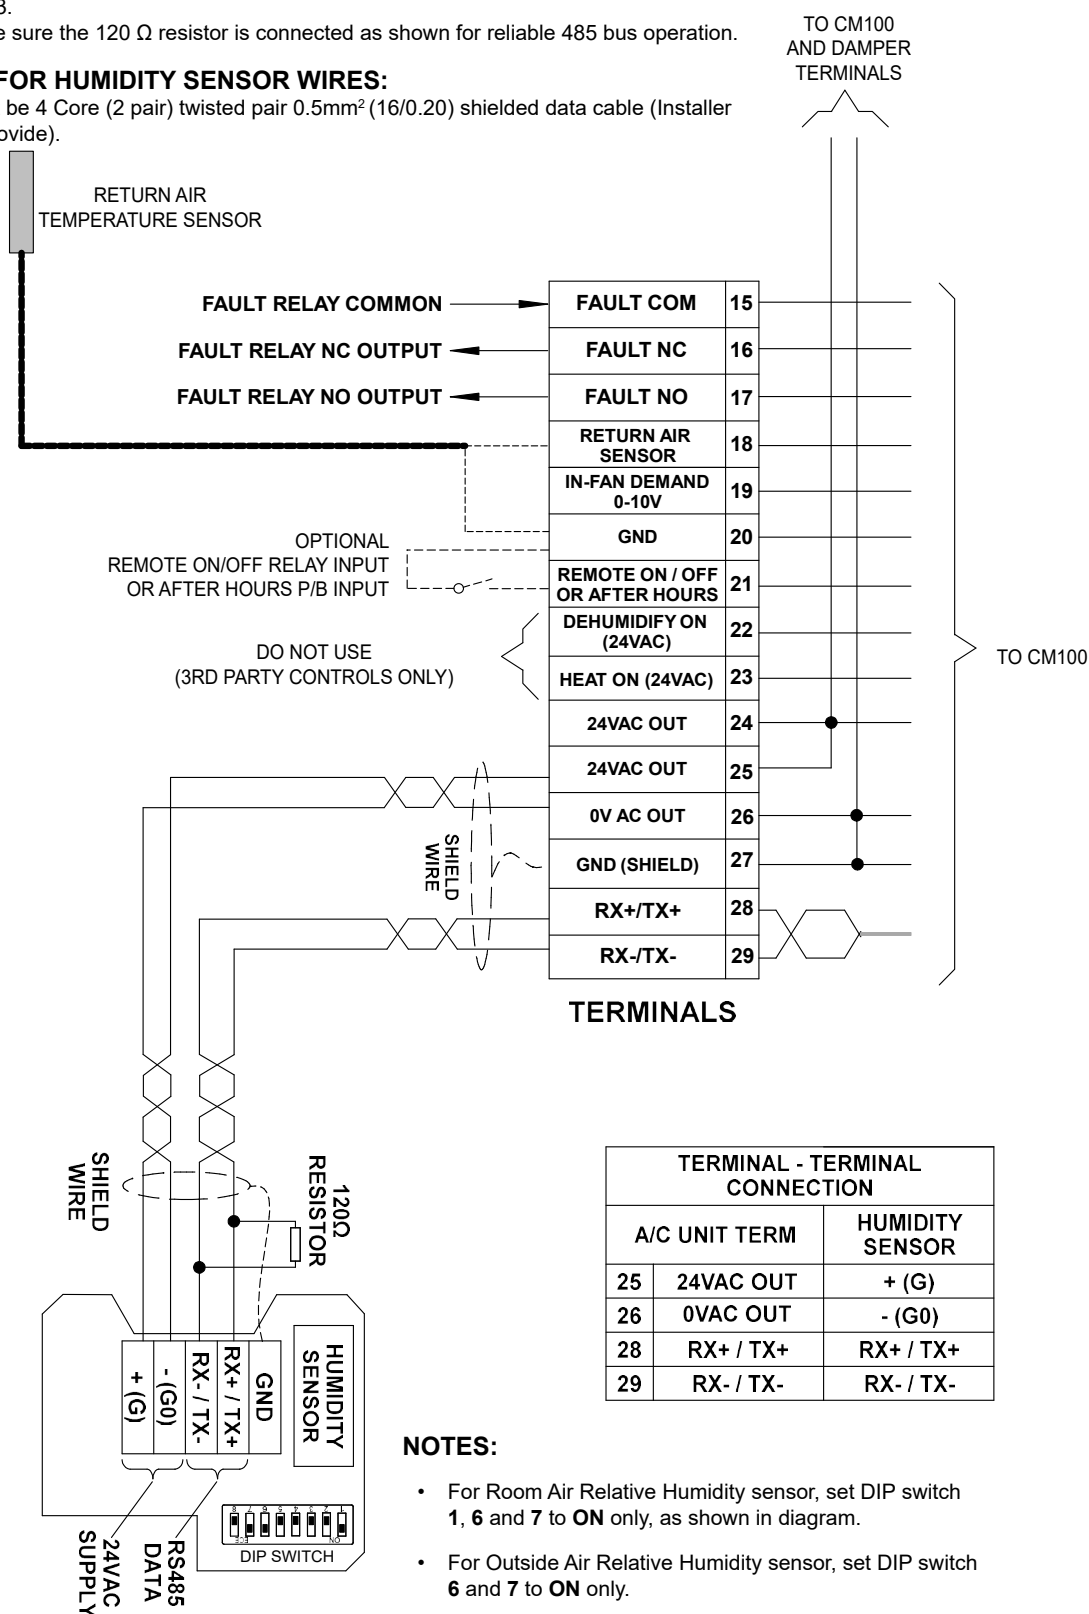 3.
e sure the 120 Ω resistor is connected as shown for reliable 485 bus operation.
FOR HUMIDITY SENSOR WIRES:
be 4 Core (2 pair) twisted pair 0.5mm² (16/0.20) shielded data cable (Installer
ovide).
TO CM100
AND DAMPER
TERMINALS
RETURN AIR
TEMPERATURE SENSOR
FAULT RELAY COMMON
FAULT COM 15
FAULT RELAY NC OUTPUT
FAULT NC 16
FAULT RELAY NO OUTPUT
FAULT NO 17
RETURN AIR
SENSOR
18
IN-FAN DEMAND
0-10V
19
GND 20
OPTIONAL
REMOTE ON/OFF RELAY INPUT
OR AFTER HOURS P/B INPUT
REMOTE ON / OFF
OR AFTER HOURS
21
DEHUMIDIFY ON
(24VAC)
22
DO NOT USE
(3RD PARTY CONTROLS ONLY)
HEAT ON (24VAC) 23
TO CM100
24VAC OUT 24
24VAC OUT 25
0V AC OUT 26
SHIELD
WIRE
GND (SHIELD) 27
RX+/TX+ 28
RX-/TX- 29
TERMINALS
SHIELD
WIRE
120Ω
RESISTOR
+ (G)
- (G0)
RX- / TX-
RX+ / TX+
GND
HUMIDITY
SENSOR
8 7 6 5 4 3 2 1
ECE ON
DIP SWITCH
24VAC
SUPPLY
RS485
DATA
TERMINAL - TERMINAL
CONNECTION
A/C UNIT TERM
HUMIDITY
SENSOR
25 24VAC OUT + (G)
26 0VAC OUT - (G0)
28 RX+ / TX+ RX+ / TX+
29 RX- / TX- RX- / TX-
NOTES:
• For Room Air Relative Humidity sensor, set DIP switch
1, 6 and 7 to ON only, as shown in diagram.
• For Outside Air Relative Humidity sensor, set DIP switch
6 and 7 to ON only.